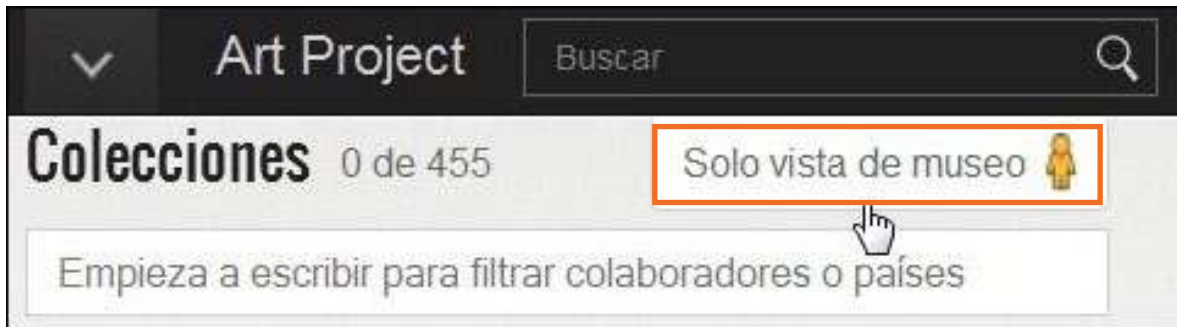 Art Project Buscar
Colecciones 0 de 455 Solo vista de museo
Empieza a escribir para filtrar colaboradores o países